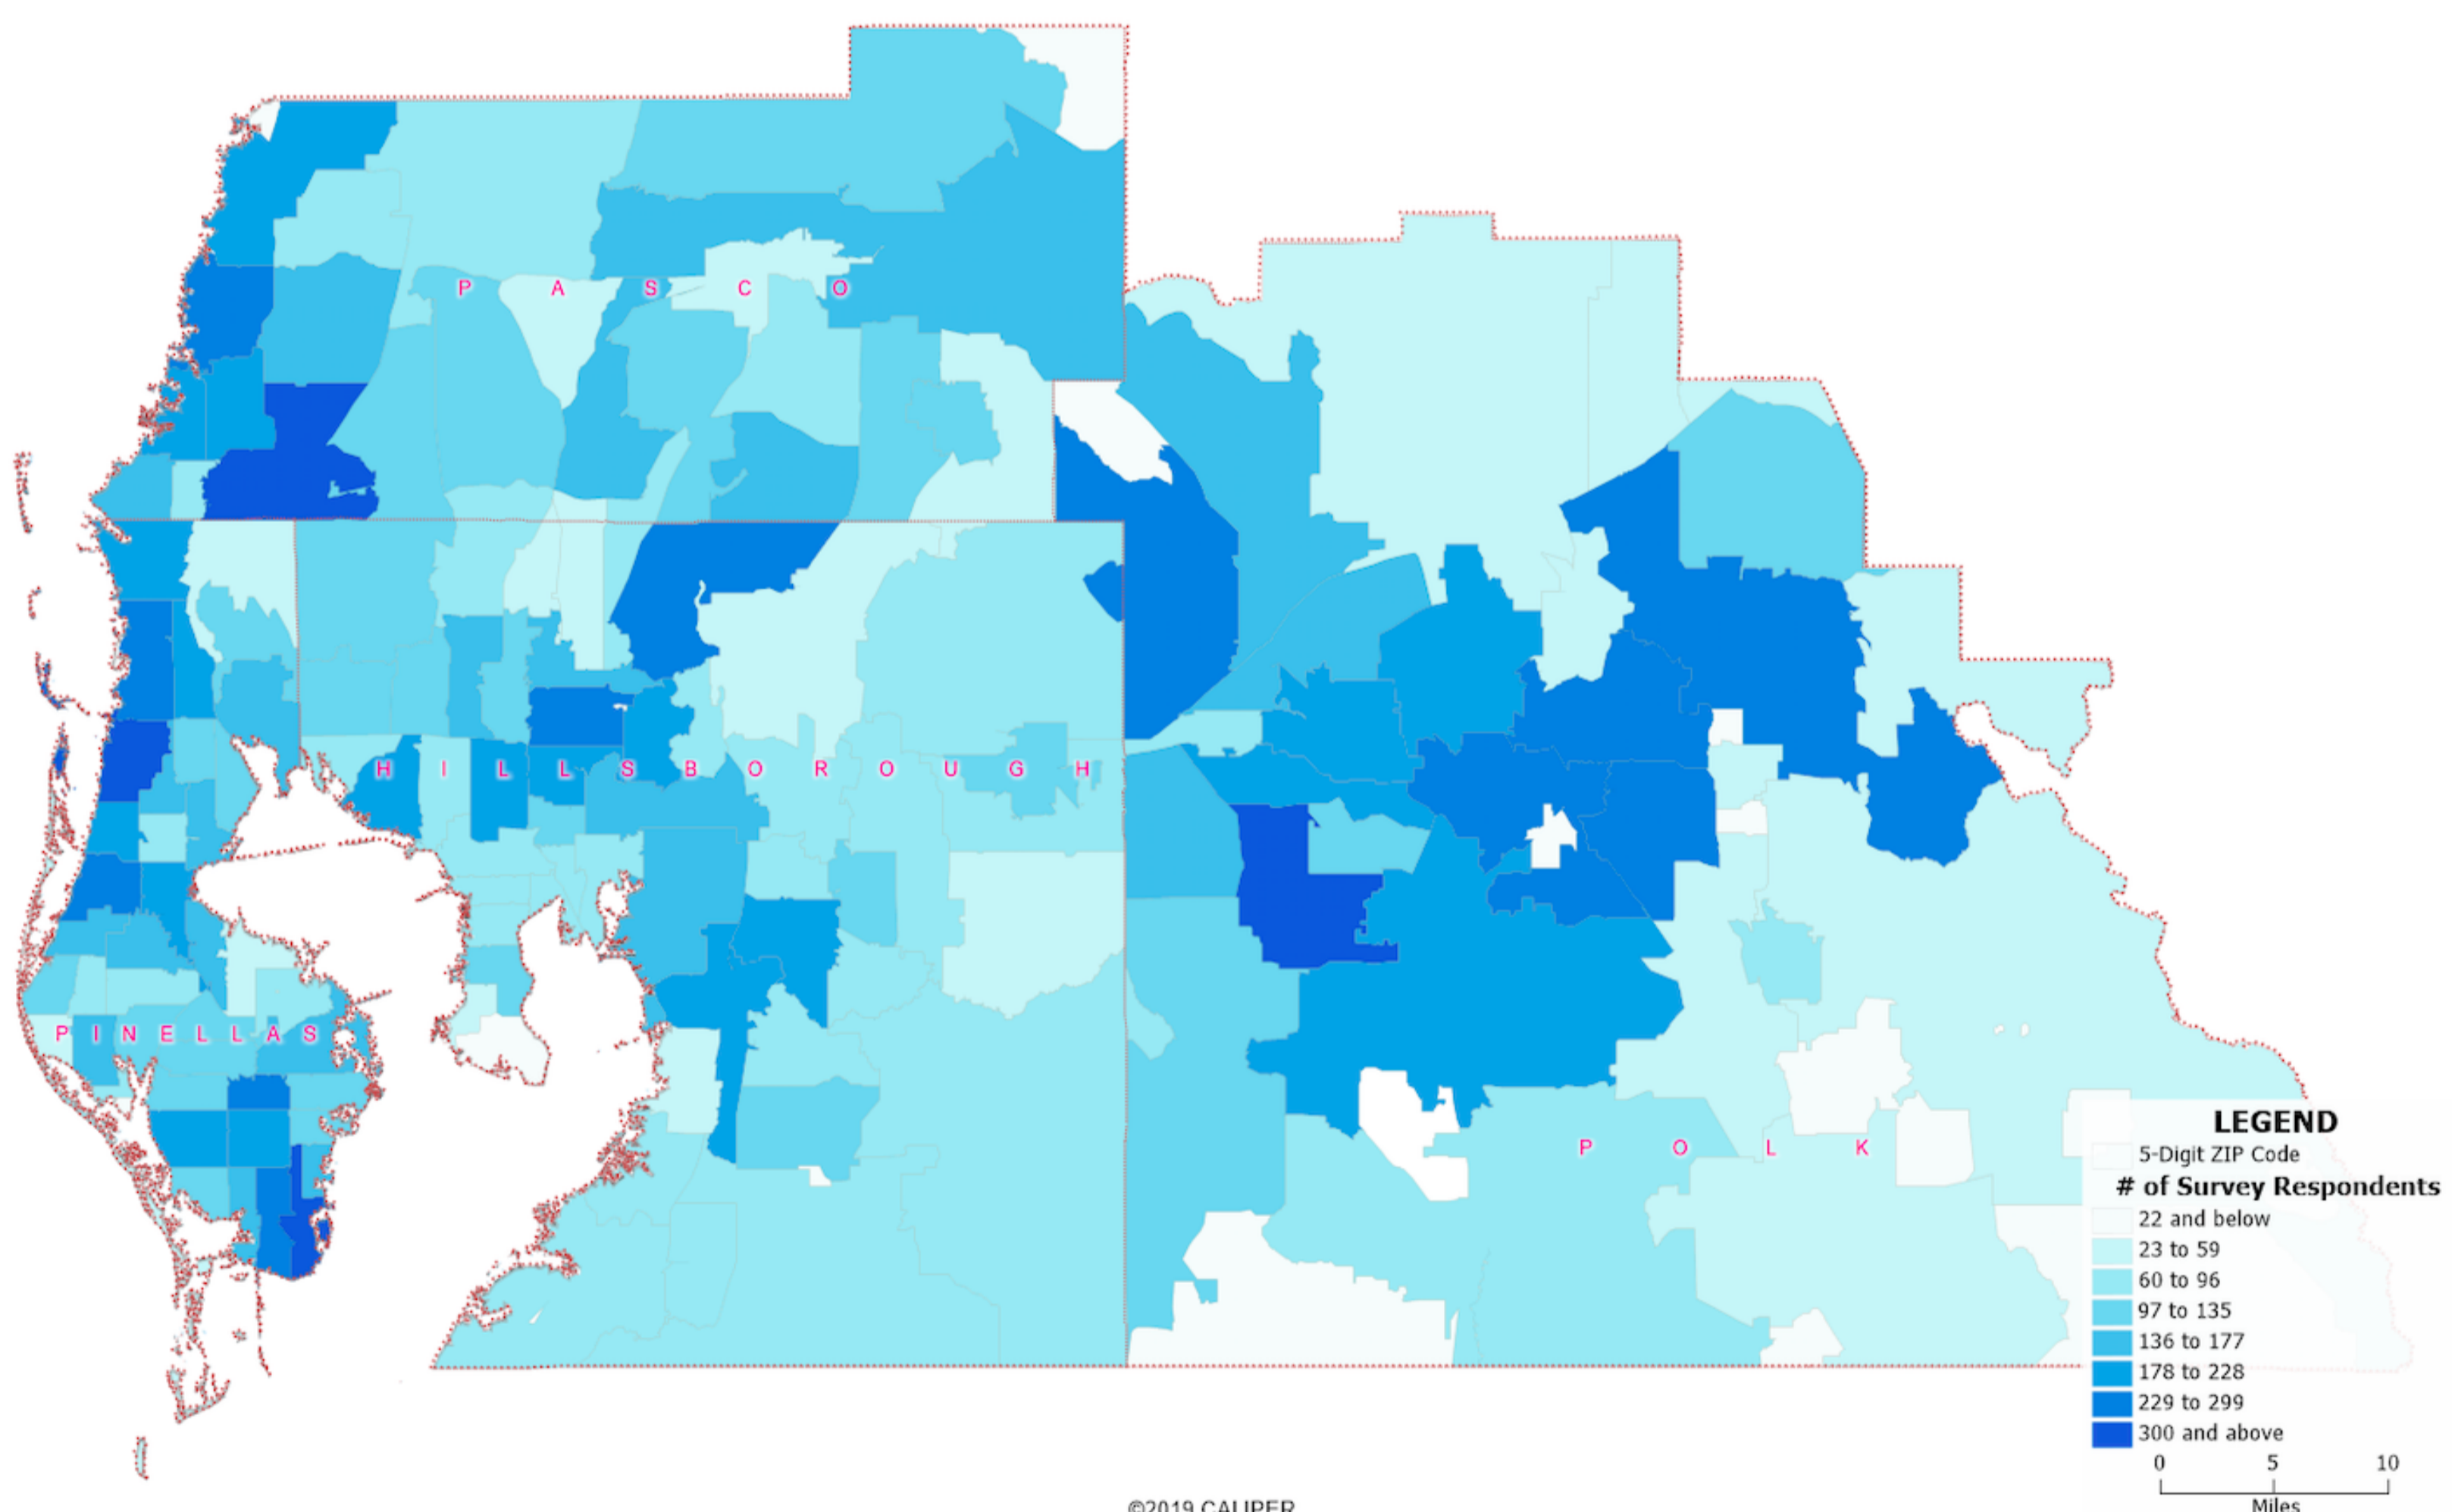 P A S C O
H I L L S B O R O U G H
P I N E L L A S
P O L K
LEGEND
5-Digit ZIP Code
# of Survey Respondents
22 and below
23 to 59
60 to 96
97 to 135
136 to 177
178 to 228
229 to 299
300 and above
0 5 10
Miles
©2019 CALIPER